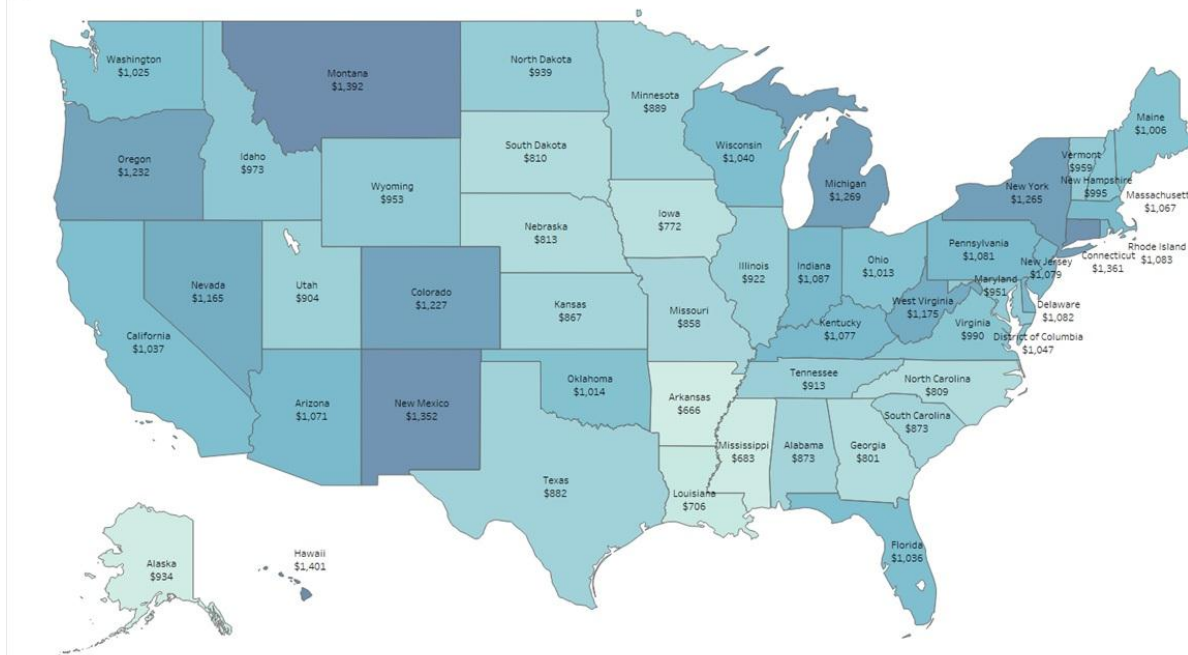 Washington
$1,025
Montana
$1,392
North Dakota
$939
Minnesota
$889
Oregon
$1,232
Idaho
$973
Wyoming
$953
South Dakota
$810
Wisconsin
$1,040
Michigan
$1,269
New York
$1,265
Vermont
$959
New Hampshire
$995
Maine
$1,006
Massachusett
$1,067
Rhode Island
$1,083
Connecticut
$1,361
New Jersey
$1,079
Pennsylvania
$1,081
Nevada
$1,165
Utah
$904
Colorado
$1,227
Nebraska
$813
Iowa
$772
Illinois
$922
Indiana
$1,087
Ohio
$1,013
West Virginia
$1,175
Maryland
$951
Delaware
$1,082
District of Columbia
$1,047
Virginia
$990
Kentucky
$1,077
California
$1,037
Kansas
$867
Missouri
$858
Arizona
$1,071
New Mexico
$1,352
Oklahoma
$1,014
Arkansas
$666
Tennessee
$913
North Carolina
$809
South Carolina
$873
Texas
$882
Louisiana
$706
Mississippi
$683
Alabama
$873
Georgia
$801
Florida
$1,036
Alaska
$934
Hawaii
$1,401